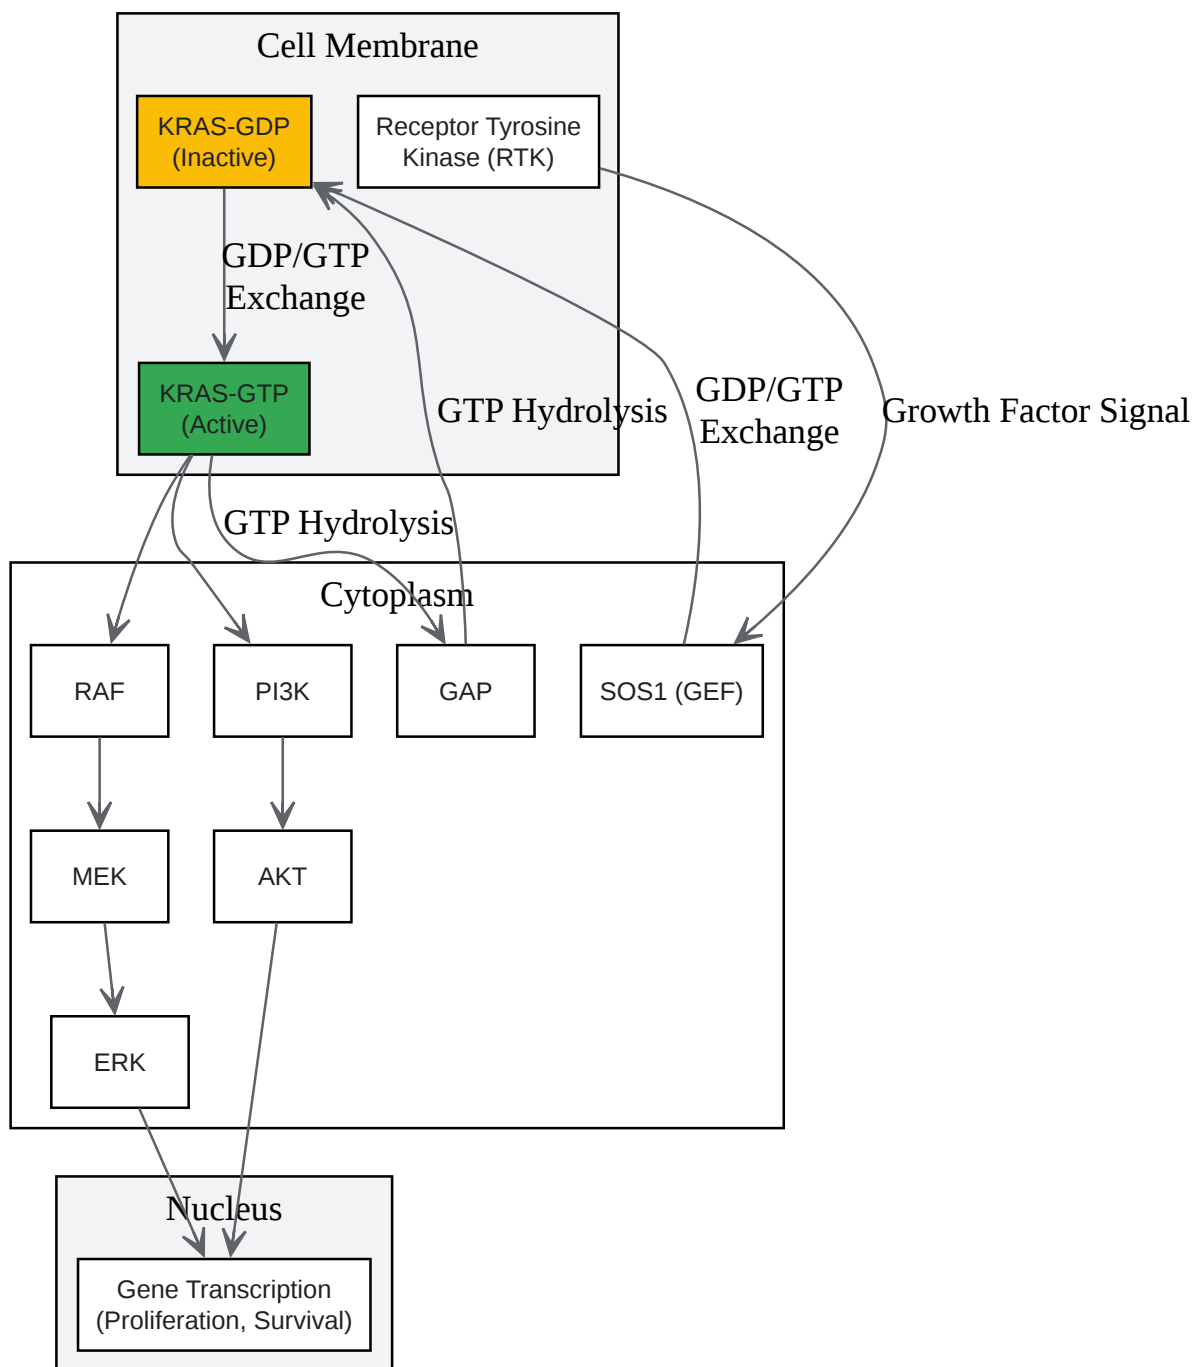 Cell Membrane
KRAS-GDP
(Inactive)
Receptor Tyrosine
Kinase (RTK)
GDP/GTP
Exchange
KRAS-GTP
(Active)
GTP Hydrolysis
GDP/GTP
Exchange
Growth Factor Signal
GTP Hydrolysis
Cytoplasm
RAF
PI3K
GAP
SOS1 (GEF)
MEK
AKT
ERK
Nucleus
Gene Transcription
(Proliferation, Survival)